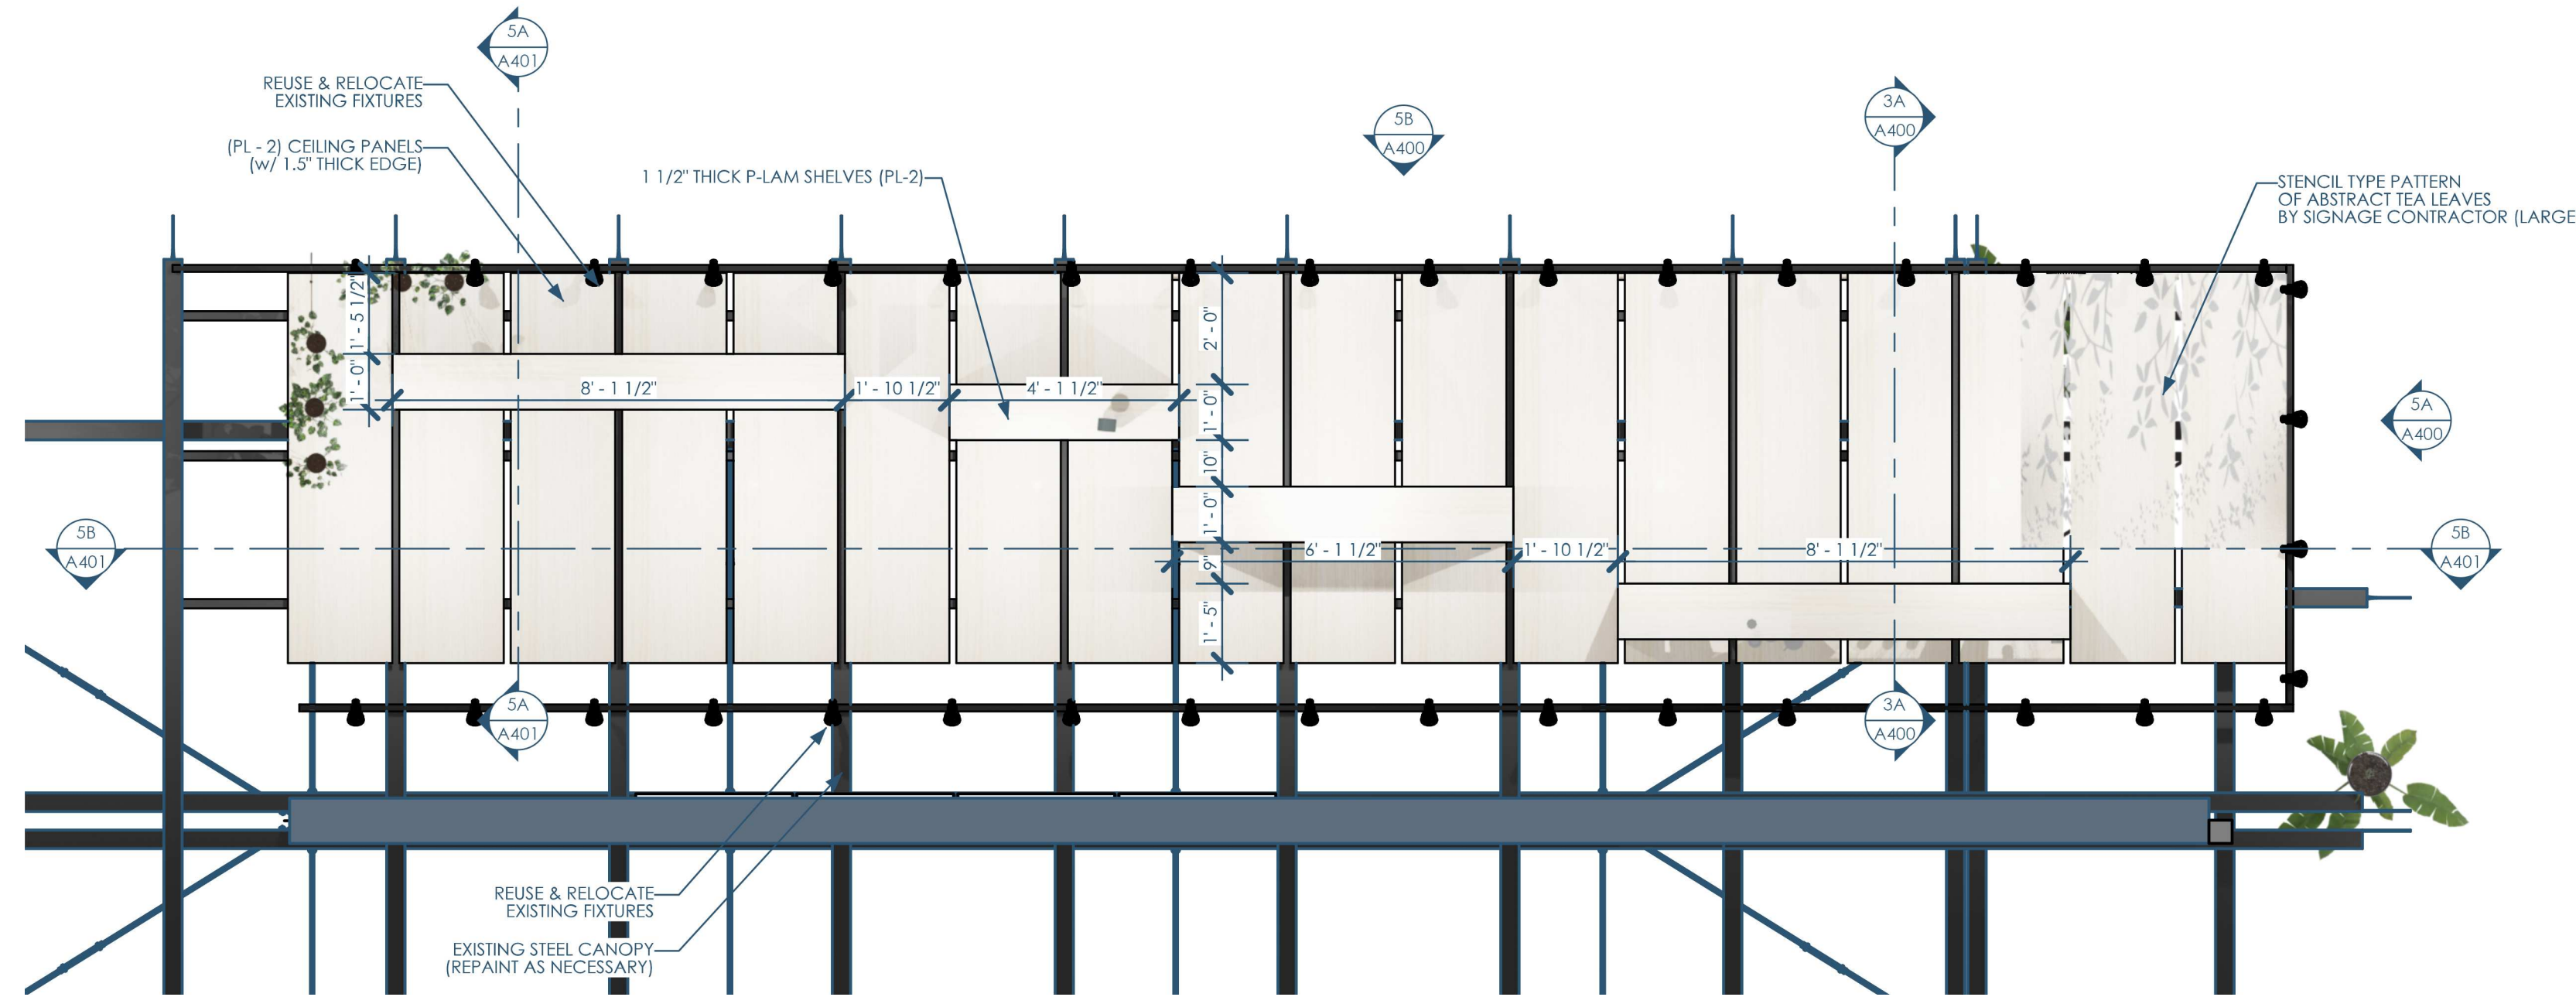 5A
A401
REUSE & RELOCATE
EXISTING FIXTURES
(PL - 2) CEILING PANELS
(w/ 1.5" THICK EDGE)
1 1/2" THICK P-LAM SHELVES (PL-2)
5B
A400
3A
A400
STENCIL TYPE PATTERN
OF ABSTRACT TEA LEAVES
BY SIGNAGE CONTRACTOR (LARGE
1' - 5 1/2"
1' - 0"
8' - 1 1/2"
1' - 10 1/2"
4' - 1 1/2"
2' - 0"
1' - 0"
10"
1' - 0"
9"
1' - 5"
6' - 1 1/2"
1' - 10 1/2"
8' - 1 1/2"
5A
A400
5B
A401
5B
A401
5A
A401
3A
A400
REUSE & RELOCATE
EXISTING FIXTURES
EXISTING STEEL CANOPY
(REPAINT AS NECESSARY)